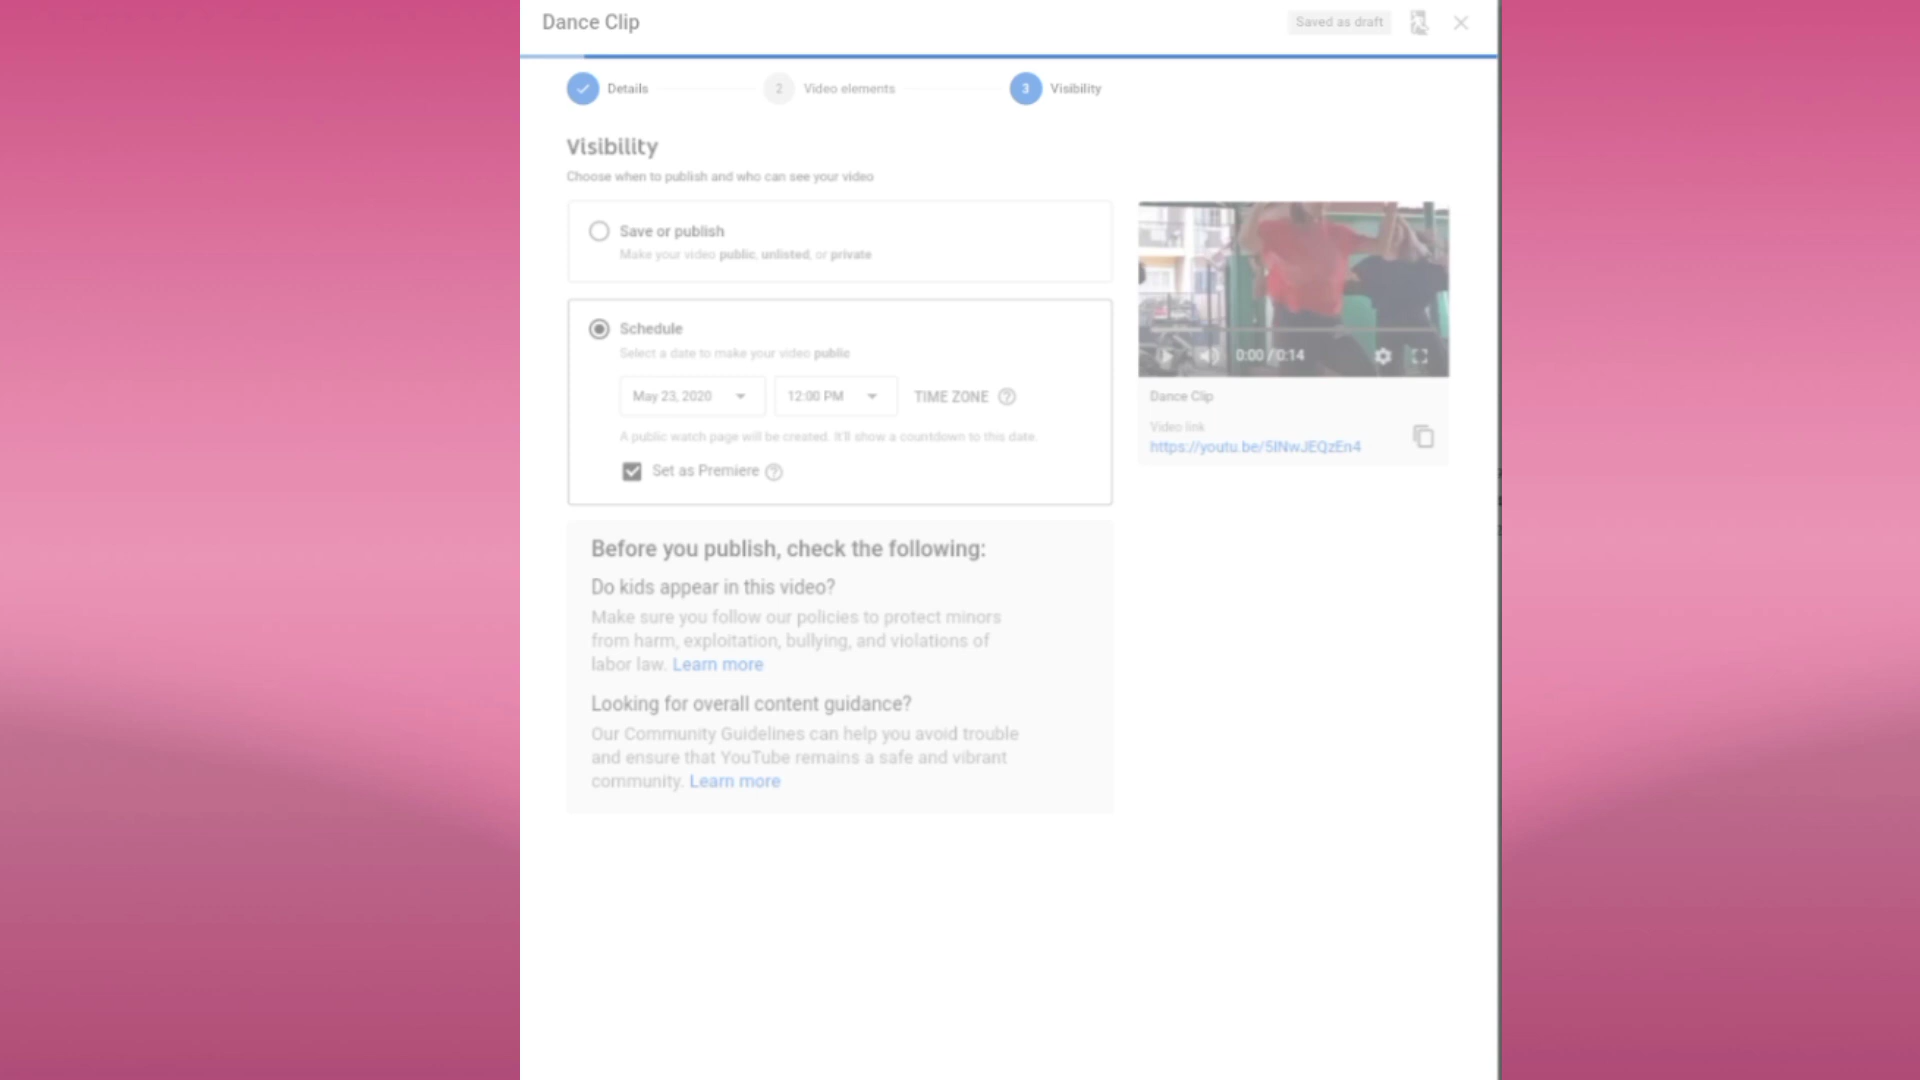 Dance Clip
Saved as draft
Details
2
Video elements
3
Visibility
Visibility
Choose when to publish and who can see your video
Save or publish
Make your video public, unlisted, or private
Schedule
Select a date to make your video public
May 23, 2020
12:00 PM
TIME ZONE
A public watch page will be created. It'll show a countdown to this date.
Set as Premiere
0:00 / 0:14
Dance Clip
Video link
https://youtu.be/5INwJEQzEn4
Before you publish, check the following:
Do kids appear in this video?
Make sure you follow our policies to protect minors
from harm, exploitation, bullying, and violations of
labor law. Learn more
Looking for overall content guidance?
Our Community Guidelines can help you avoid trouble
and ensure that YouTube remains a safe and vibrant
community. Learn more